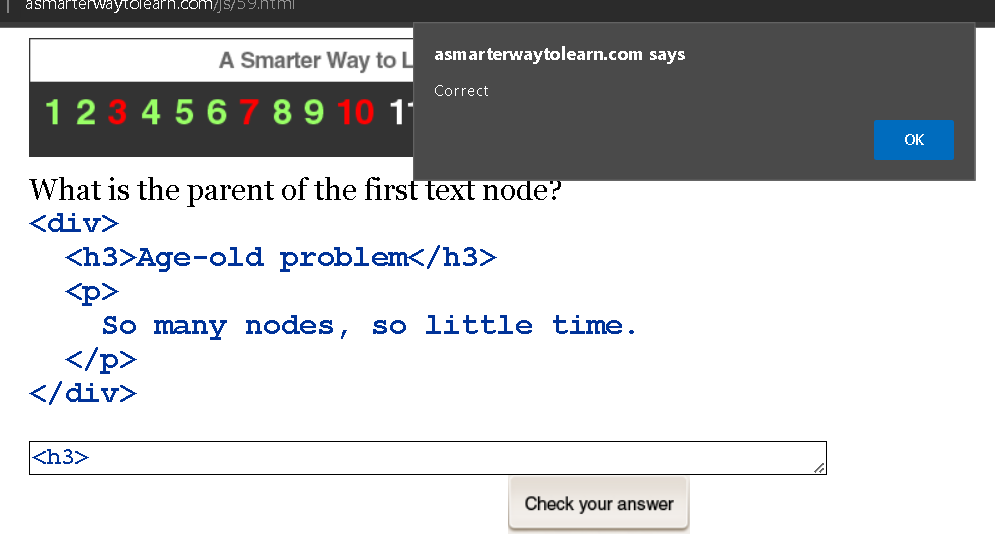 asmarterwaytolearn.com/js/59.html
asmarterwaytolearn.com says
Correct
OK
A Smarter Way to L
1 2 3 4 5 6 7 8 9 10 11
What is the parent of the first text node?
<div>
<h3>Age-old problem</h3>
<p>
So many nodes, so little time.
</p>
</div>
<h3>
Check your answer